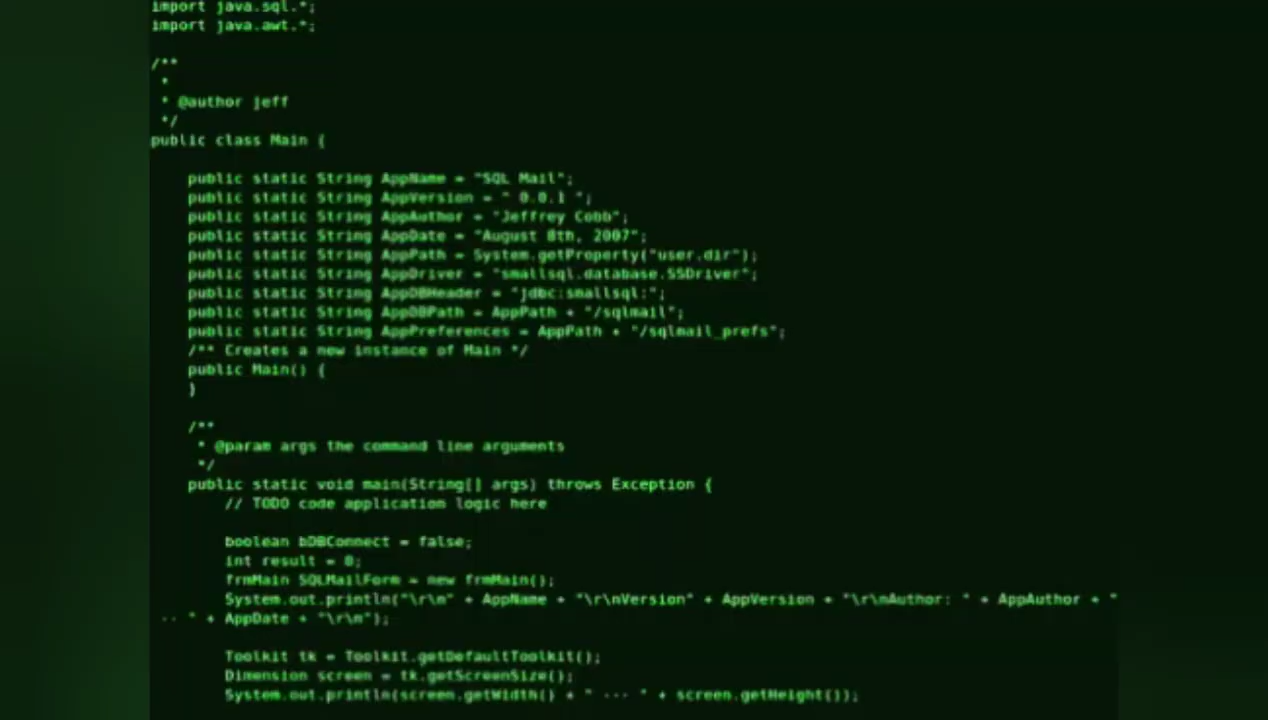 import java.sql.*;
import java.awt.*;
/**
*
* @author jeff
*/
public class Main {
public static String AppName = "SQL Mail";
public static String AppVersion = " 0.0.1 ";
public static String AppAuthor = "Jeffrey Cobb";
public static String AppDate = "August 8th, 2007";
public static String AppPath = System.getProperty("user.dir");
public static String AppDriver = "smallsql.database.SSDriver";
public static String AppDBHeader = "jdbc:smallsql:";
public static String AppDBPath = AppPath + "/sqlmail";
public static String AppPreferences = AppPath + "/sqlmail_prefs";
/** Creates a new instance of Main */
public Main() {
}
/**
* @param args the command line arguments
*/
public static void main(String[] args) throws Exception {
// TODO code application logic here
boolean bDBConnect = false;
int result = 0;
frmMain SQLMailForm = new frmMain();
System.out.println("\r\n" + AppName + "\r\nVersion" + AppVersion + "\r\nAuthor: " + AppAuthor + "
-- " + AppDate + "\r\n");
Toolkit tk = Toolkit.getDefaultToolkit();
Dimension screen = tk.getScreenSize();
System.out.println(screen.getWidth() + " --- " + screen.getHeight());